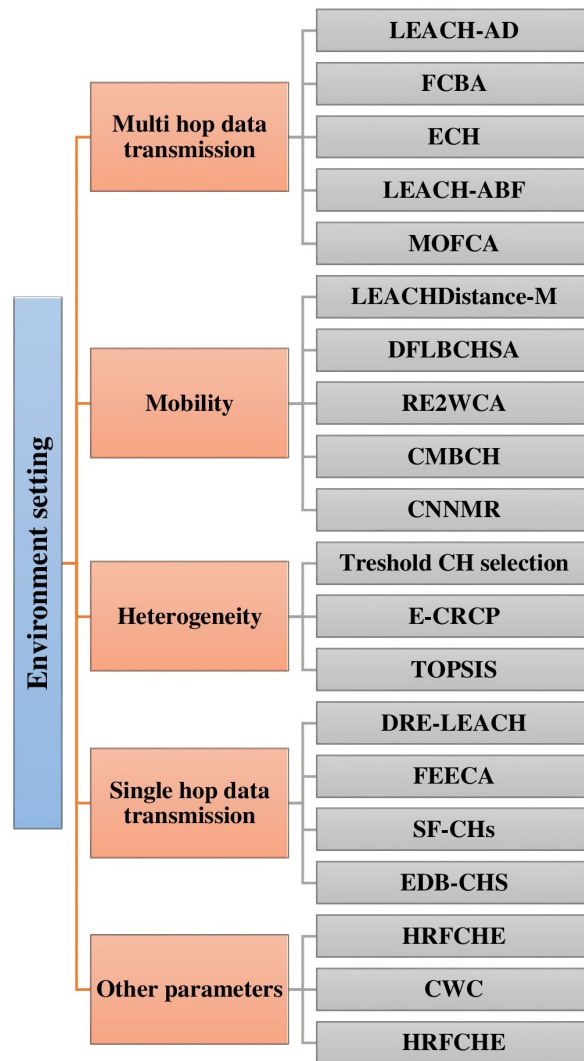 Environment setting
Multi hop data
transmission
LEACH-AD
FCBA
ECH
LEACH-ABF
MOFCA
Mobility
LEACHDistance-M
DFLBCHSA
RE2WCA
CMBCH
CNNMR
Heterogeneity
Treshold CH selection
E-CRCP
TOPSIS
Single hop data
transmission
DRE-LEACH
FEECA
SF-CHs
EDB-CHS
Other parameters
HRFCHE
CWC
HRFCHE